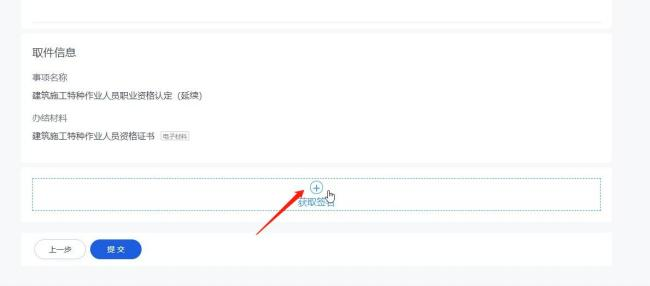 取件信息
事项名称
建筑施工特种作业人员职业资格认定（延续）
办结材料
建筑施工特种作业人员资格证书 电子材料
获取签名
上一步 提交